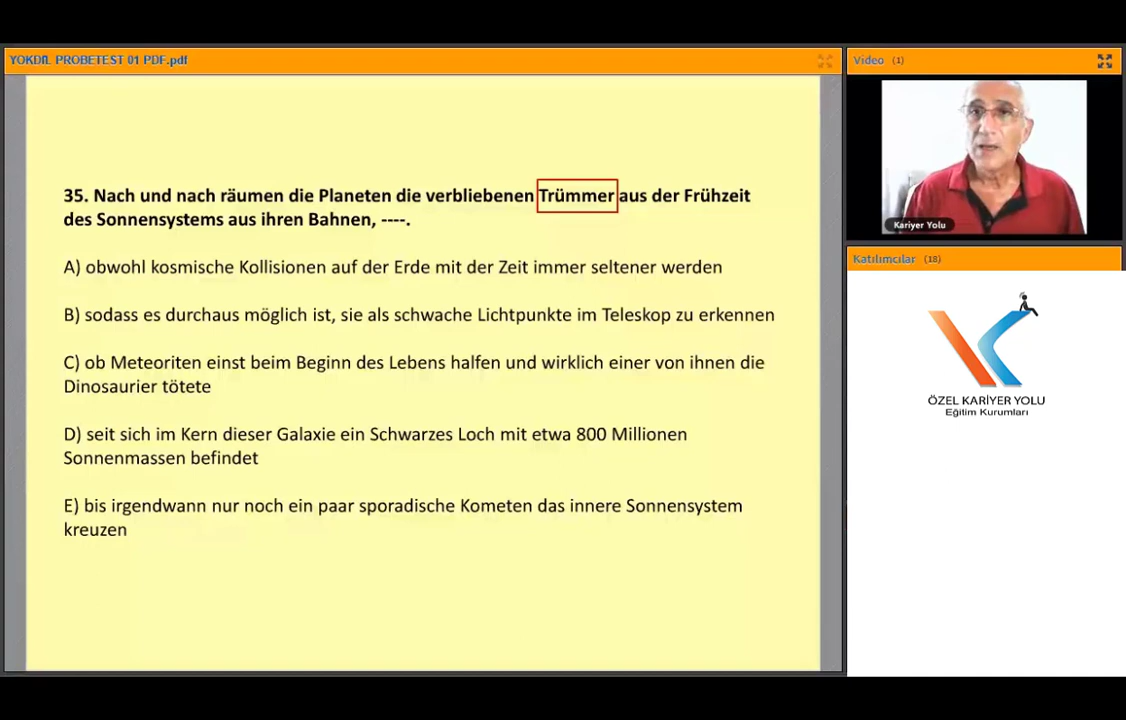 YOKDİL PROBETEST 01 PDF.pdf
Video (1)
Kariyer Yolu
Katılımcılar (18)
ÖZEL KARİYER YOLU
Eğitim Kurumları
35. Nach und nach räumen die Planeten die verbliebenen Trümmer aus der Frühzeit
des Sonnensystems aus ihren Bahnen, ----.
A) obwohl kosmische Kollisionen auf der Erde mit der Zeit immer seltener werden
B) sodass es durchaus möglich ist, sie als schwache Lichtpunkte im Teleskop zu erkennen
C) ob Meteoriten einst beim Beginn des Lebens halfen und wirklich einer von ihnen die
Dinosaurier tötete
D) seit sich im Kern dieser Galaxie ein Schwarzes Loch mit etwa 800 Millionen
Sonnenmassen befindet
E) bis irgendwann nur noch ein paar sporadische Kometen das innere Sonnensystem
kreuzen